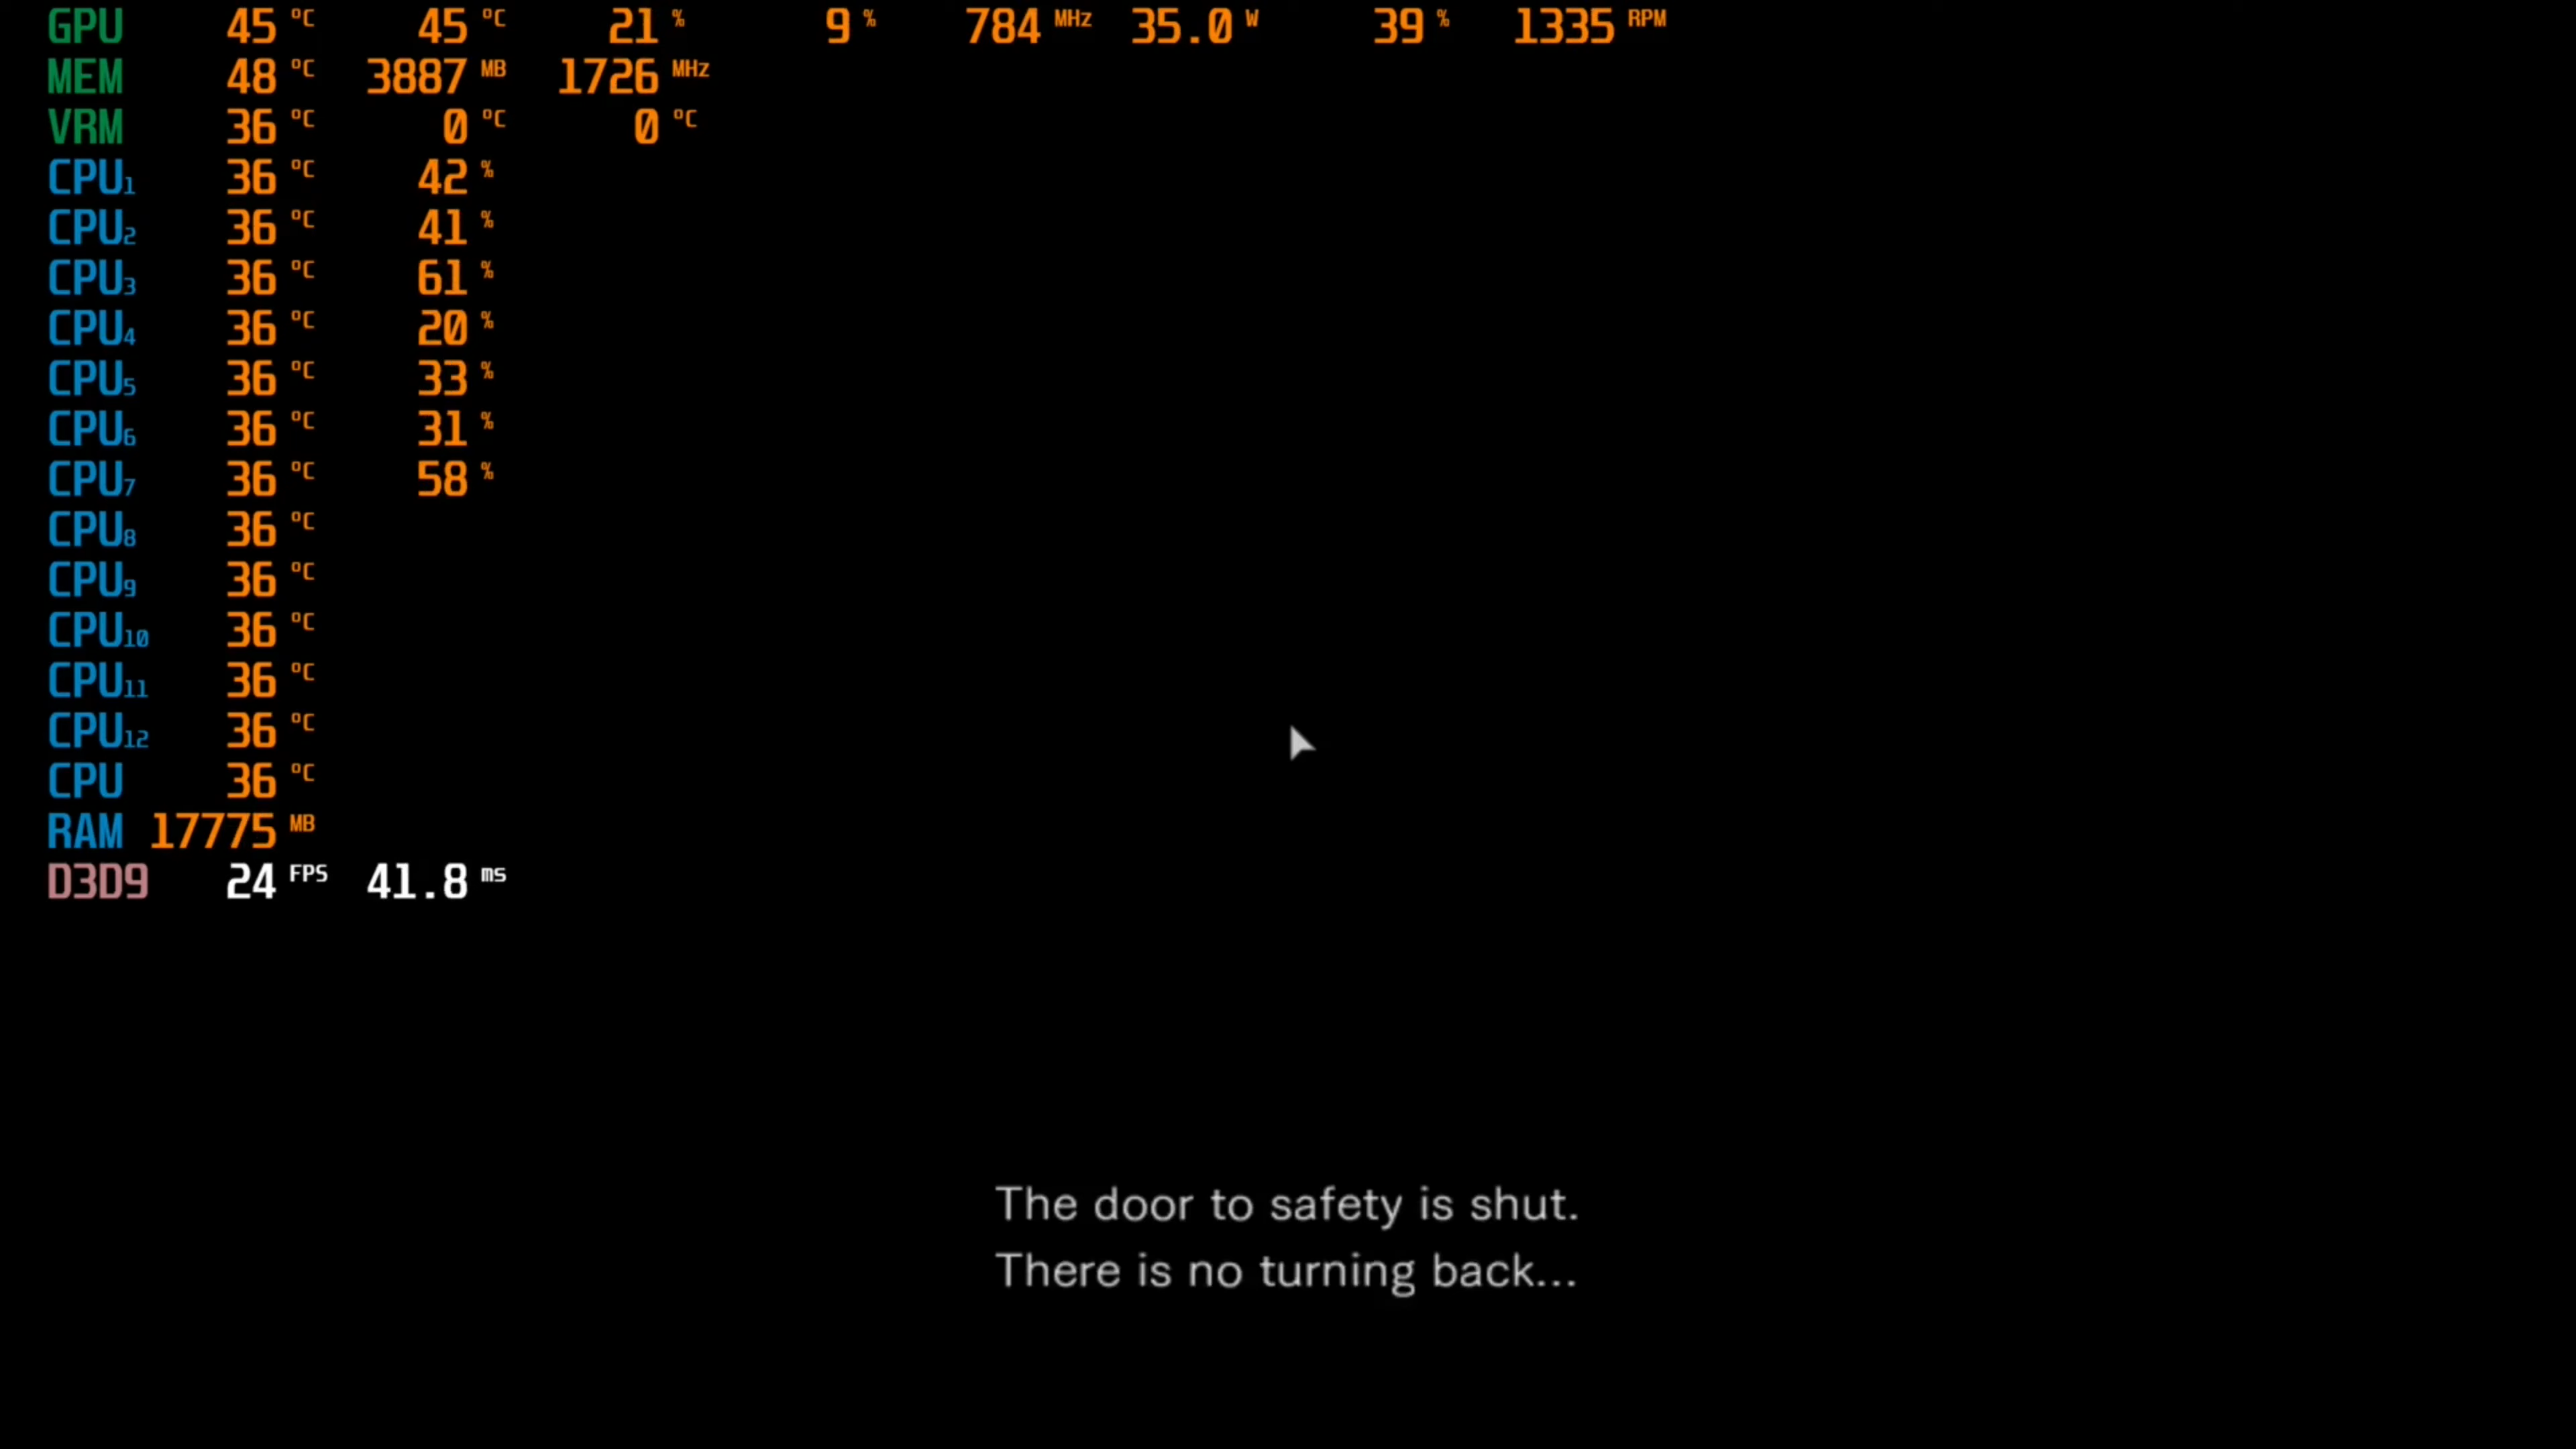 GPU 45 °C 45 °C 21 % 9 % 784 MHz 35.0 W 39 % 1335 RPM
MEM 48 °C 3887 MB 1726 MHz
VRM 36 °C 0 °C 0 °C
CPU1 36 °C 42 %
CPU2 36 °C 41 %
CPU3 36 °C 61 %
CPU4 36 °C 20 %
CPU5 36 °C 33 %
CPU6 36 °C 31 %
CPU7 36 °C 58 %
CPU8 36 °C
CPU9 36 °C
CPU10 36 °C
CPU11 36 °C
CPU12 36 °C
CPU 36 °C
RAM 17775 MB
D3D9 24 FPS 41.8 ms
The door to safety is shut.
There is no turning back...